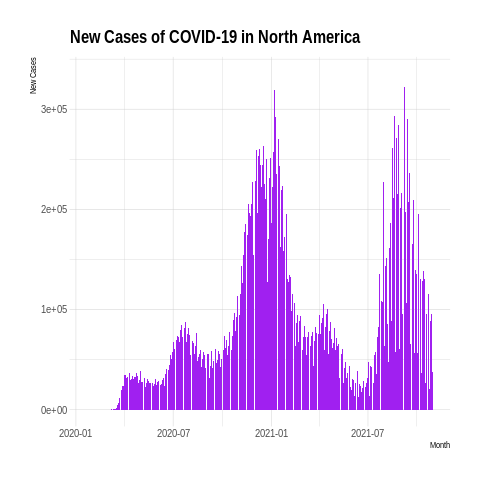 New Cases of COVID-19 in North America
New Cases
3e+05
2e+05
1e+05
0e+00
2020-01 2020-07 2021-01 2021-07
Month